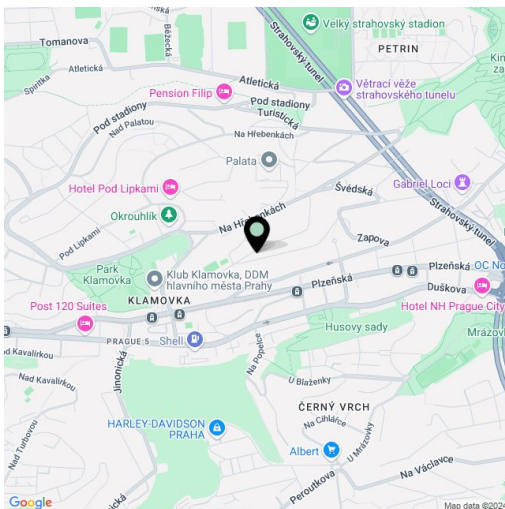 Tomanova
Běžecká
Atletická
Spiritka
Velký strahovský stadion
Strahovský tunel
PETRIN
Atletická
Větrací věže
strahovského tunelu
Pension Filip
Pod stadiony
Pod stadiony
Turistická
Nad Palatou
Na Hřebenkách
Palata
Gabriel Loci
Hotel Pod Lipkami
Švédská
Okrouhlík
Na Hřebenkách
Strahovský tunel
Pod Lipkami
Zapova
Park
Klamovka
Klub Klamovka, DDM
hlavního města Prahy
Plzeňská
Plzeňská
OC No
Duškova
Post 120 Suites
KLAMOVKA
Hotel NH Prague City
PRAGUE 5
Shell
Husovy sady
Mrázov
od Kavalírkou
Jinonická
Na Popelce
Nad Kavalírkou
U Blaženky
ČERNÝ VRCH
Na Cihlářce
Nad Turbovou
HARLEY-DAVIDSON
PRAHA
Albert
U Mrázovky
Na Václavce
Peroutkova
Google
Map data ©2024